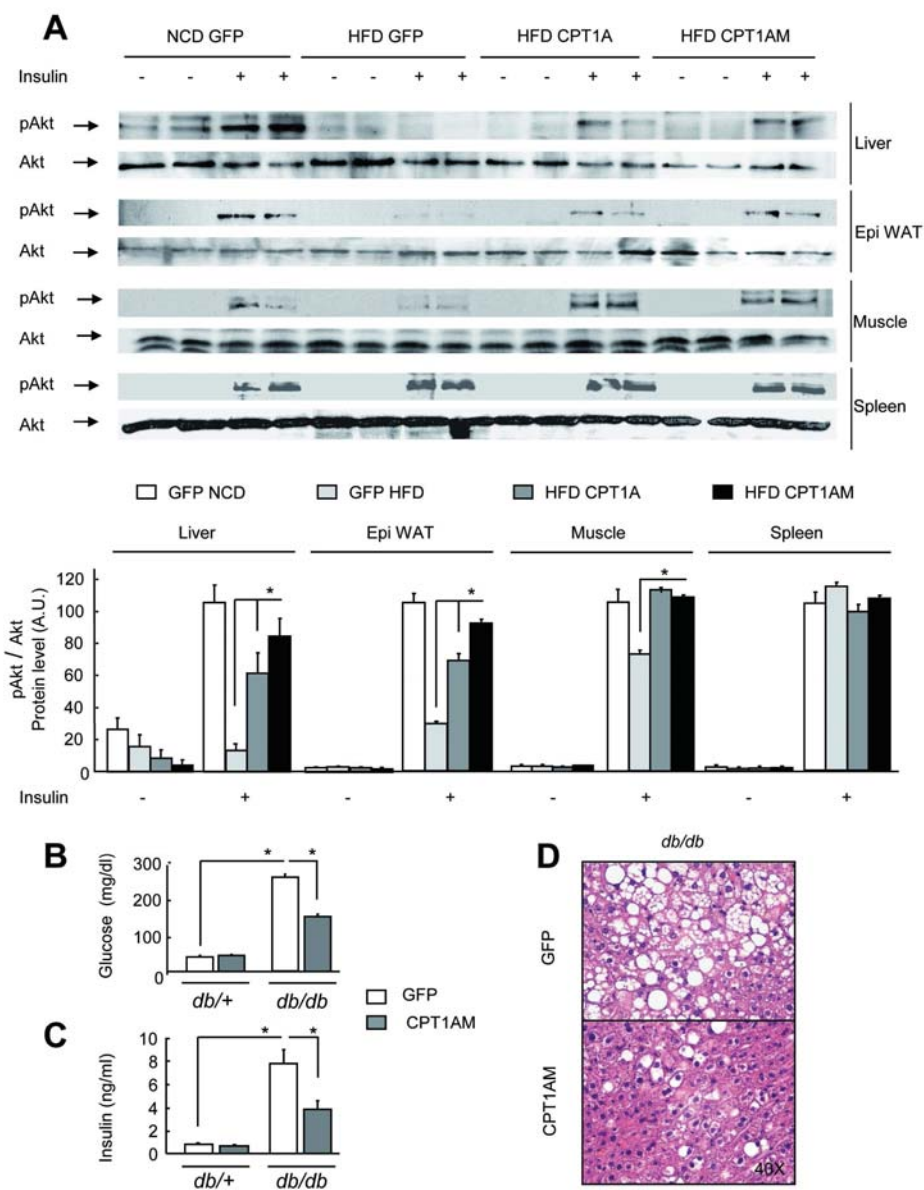 A
NCD GFP HFD GFP HFD CPT1A HFD CPT1AM
Insulin - - + + - - + + - - + + - - + +
pAkt
Akt
Liver
pAkt
Akt
Epi WAT
pAkt
Akt
Muscle
pAkt
Akt
Spleen
GFP NCD GFP HFD HFD CPT1A HFD CPT1AM
Liver Epi WAT Muscle Spleen
pAkt / Akt
Protein level (A.U.)
120
100
80
60
40
20
0
* * *
Insulin - + - + - + - +
B
Glucose (mg/dl)
300
200
100
0
* *
db/+ db/db
GFP
CPT1AM
C
Insulin (ng/ml)
10
8
6
4
2
0
* *
db/+ db/db
D
db/db
GFP
CPT1AM
40X